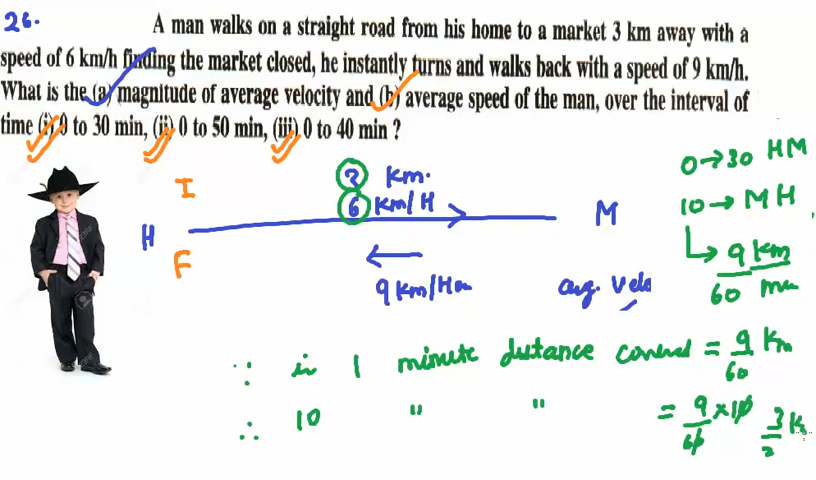 26.
A man walks on a straight road from his home to a market 3 km away with a
speed of 6 km/h finding the market closed, he instantly turns and walks back with a speed of 9 km/h.
What is the (a) magnitude of average velocity and (b) average speed of the man, over the interval of
time (i) 0 to 30 min, (ii) 0 to 50 min, (iii) 0 to 40 min ?
0→30 HM
I 3 Km.
H 6 Km/H M
10→MH
F 9 Km/H
↳ 9 Km
60
avg. Velo
∵ in 1 minute distance covered = 9/60 Km
∴ 10 " " = 9/60 × 10 3/2 K